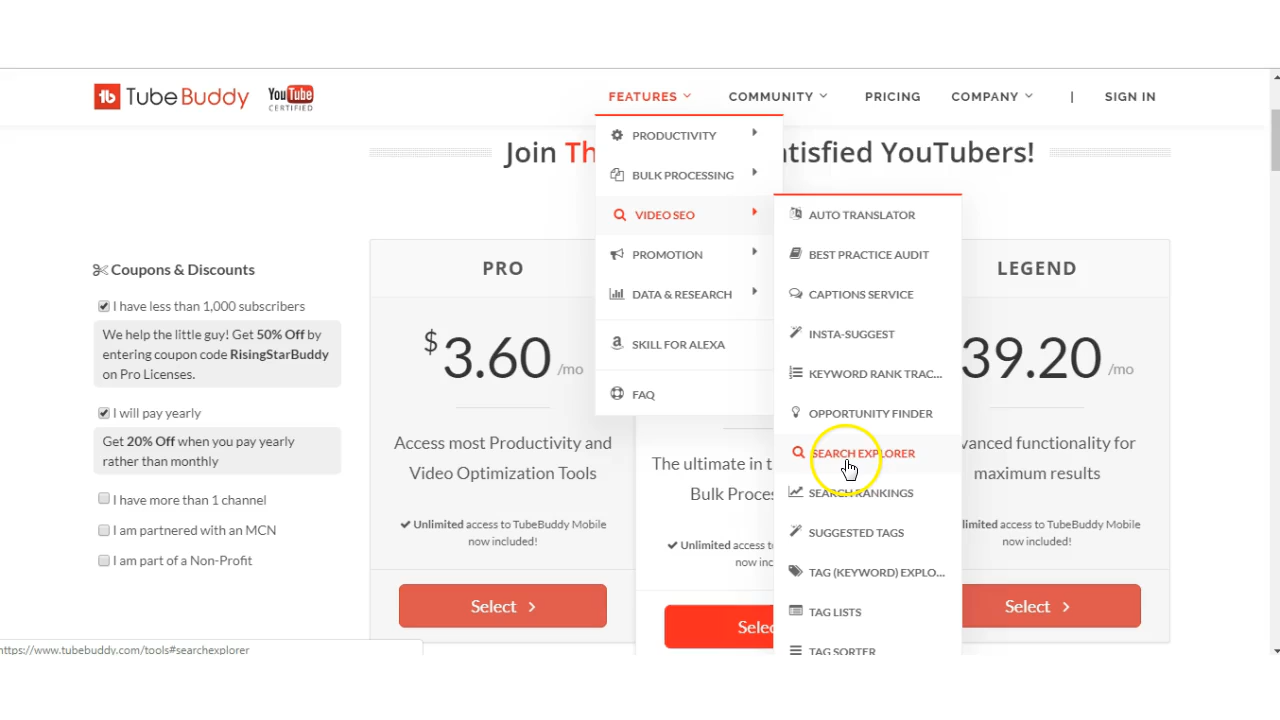 TubeBuddy
YouTube
CERTIFIED
FEATURES
COMMUNITY
PRICING
COMPANY
|
SIGN IN
Join Th
tisfied YouTubers!
PRODUCTIVITY
BULK PROCESSING
VIDEO SEO
PROMOTION
DATA & RESEARCH
SKILL FOR ALEXA
FAQ
AUTO TRANSLATOR
BEST PRACTICE AUDIT
CAPTIONS SERVICE
INSTA-SUGGEST
KEYWORD RANK TRAC...
OPPORTUNITY FINDER
SEARCH EXPLORER
SEARCH RANKINGS
SUGGESTED TAGS
TAG (KEYWORD) EXPLO...
TAG LISTS
TAG SORTER
Coupons & Discounts
I have less than 1,000 subscribers
We help the little guy! Get 50% Off by
entering coupon code RisingStarBuddy
on Pro Licenses.
I will pay yearly
Get 20% Off when you pay yearly
rather than monthly
I have more than 1 channel
I am partnered with an MCN
I am part of a Non-Profit
PRO
$3.60 /mo
Access most Productivity and
Video Optimization Tools
Unlimited access to TubeBuddy Mobile
now included!
Select
The ultimate in t
Bulk Proces
Unlimited access t
now inc
Selec
LEGEND
39.20 /mo
vanced functionality for
maximum results
limited access to TubeBuddy Mobile
now included!
Select
https://www.tubebuddy.com/tools#searchexplorer